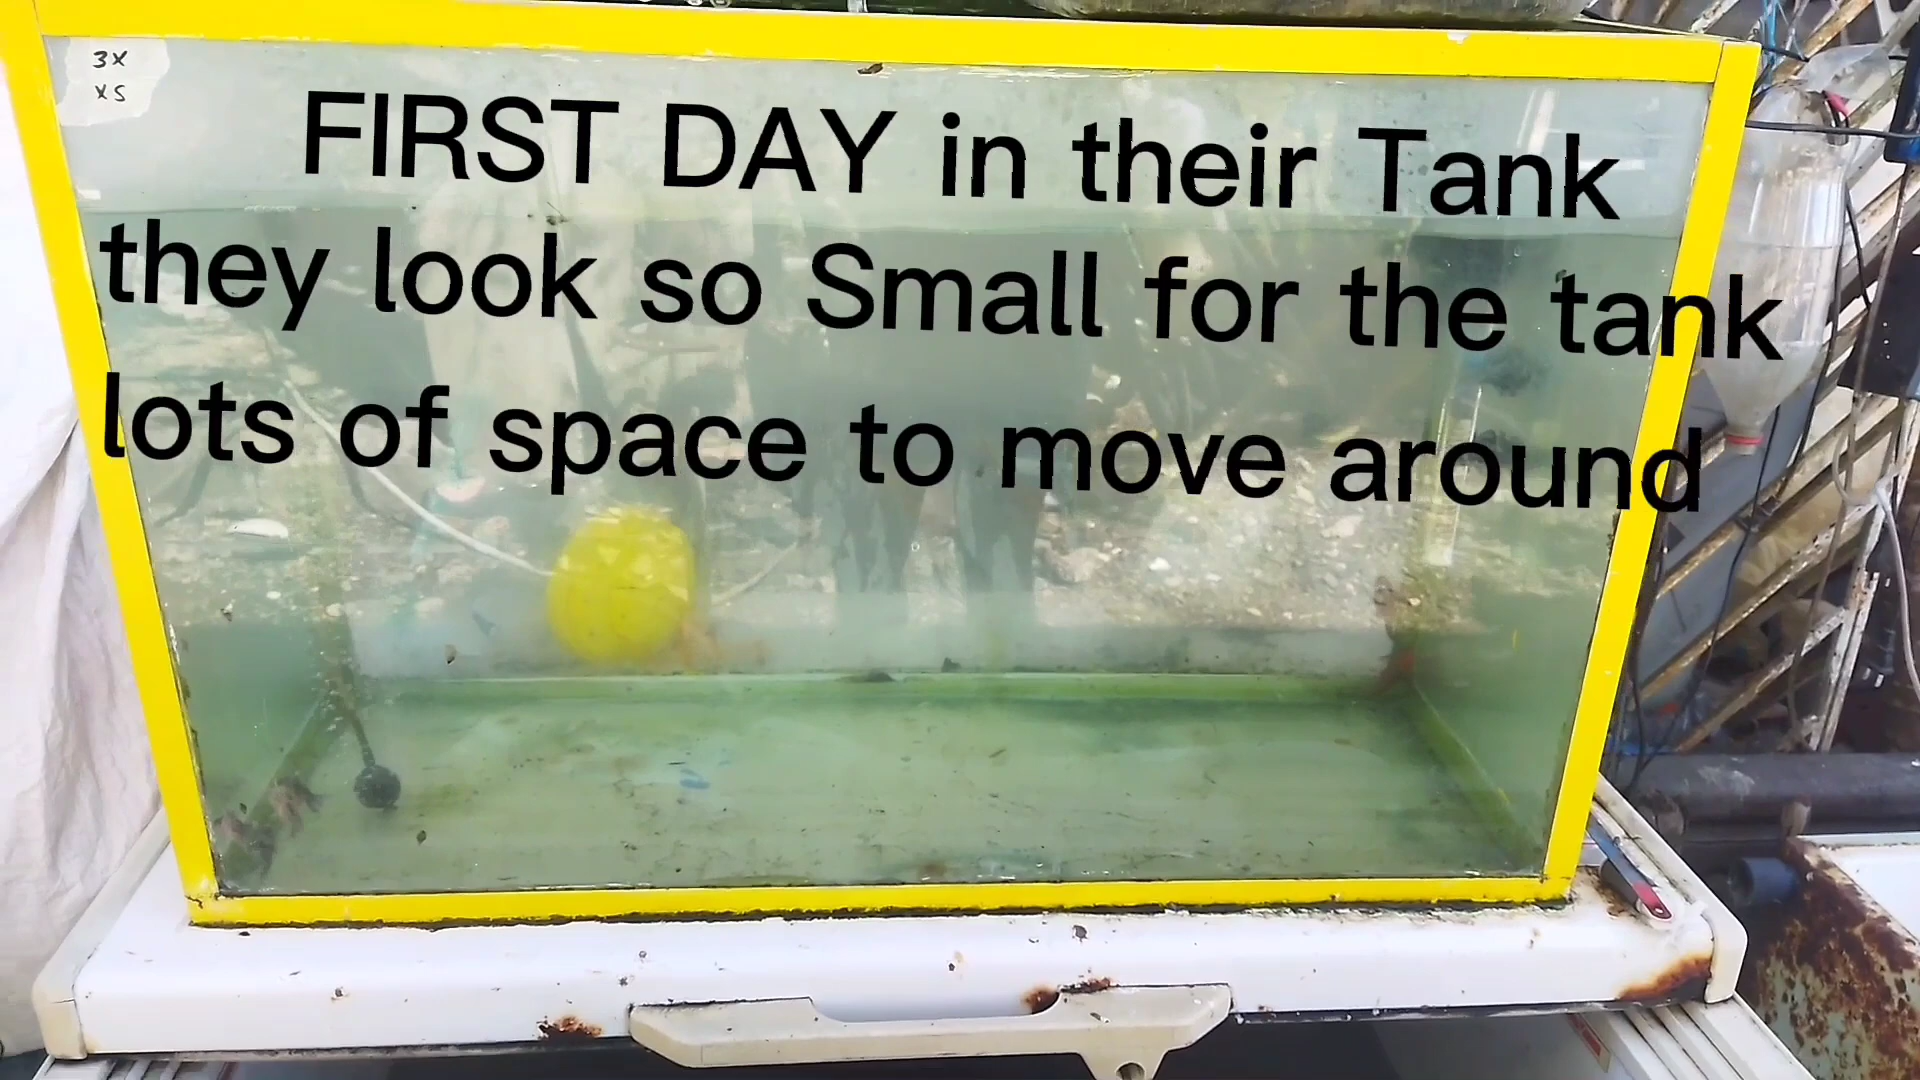 3X
XS
FIRST DAY in their Tank
they look so Small for the tank
lots of space to move around